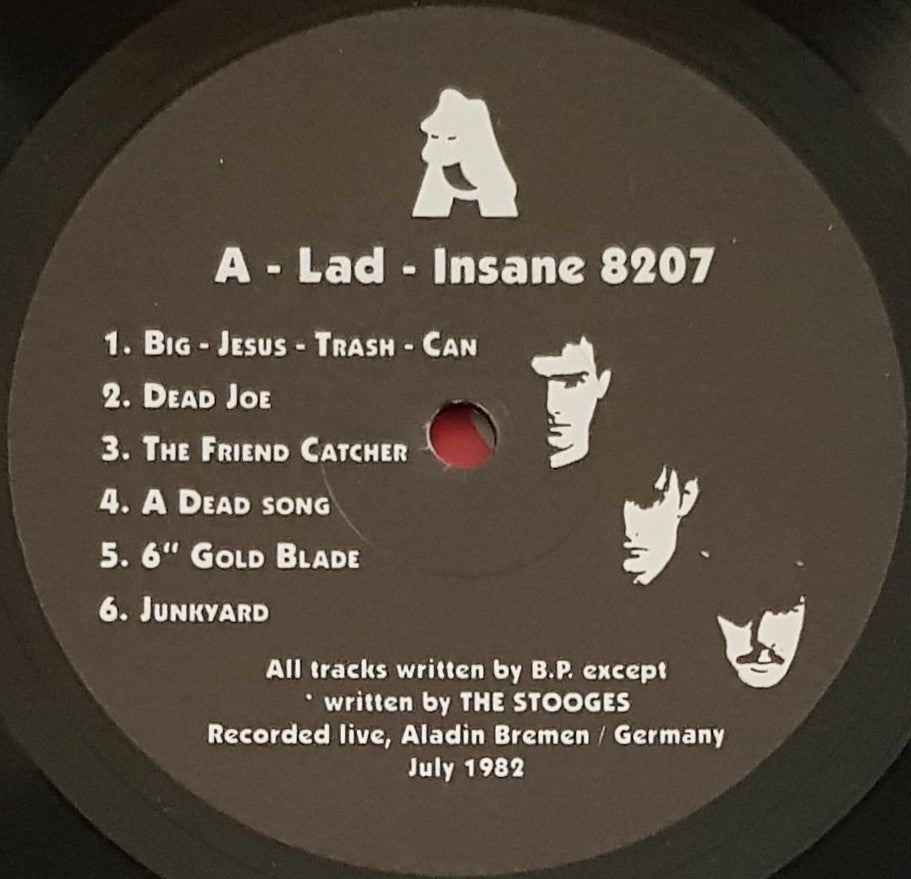 A
A - Lad - Insane 8207
1. Big - Jesus - Trash - Can
2. Dead Joe
3. The Friend Catcher
4. A Dead song
5. 6" Gold Blade
6. Junkyard
All tracks written by B.P. except
* written by THE STOOGES
Recorded live, Aladin Bremen / Germany
July 1982